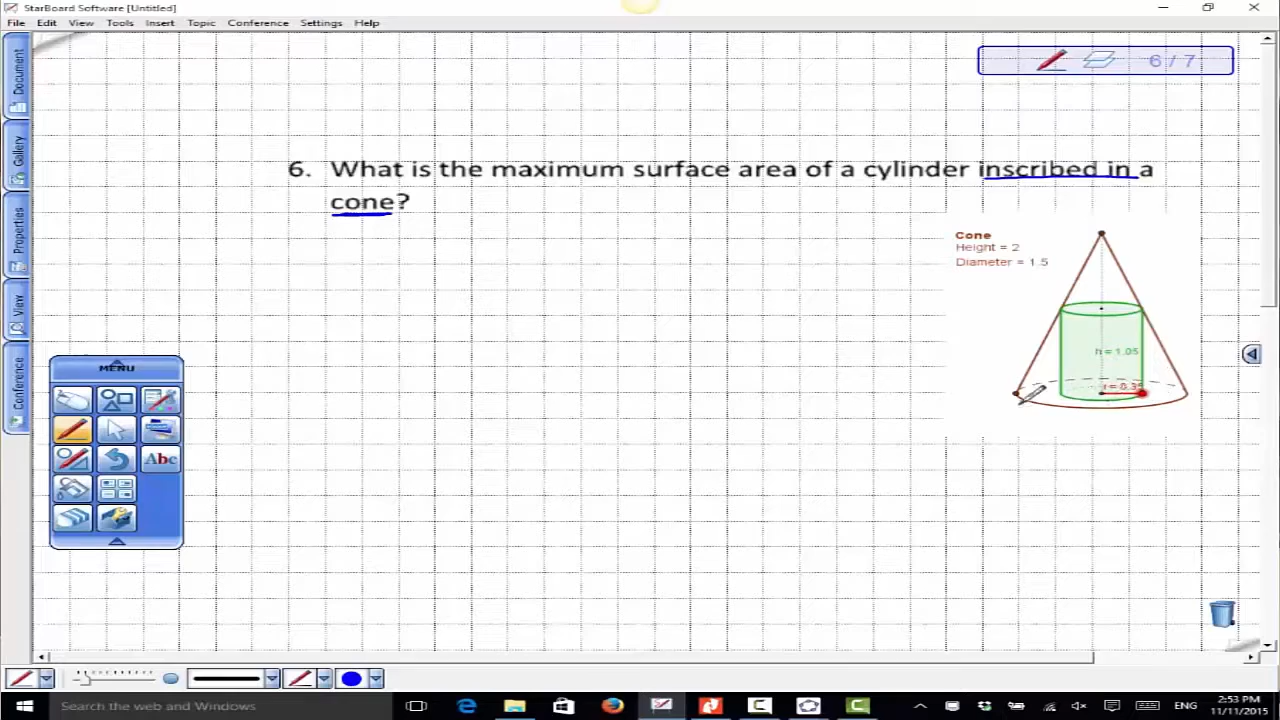 StarBoard Software [Untitled]
File Edit View Tools Insert Topic Conference Settings Help
Document
Gallery
Properties
View
Conference
6 / 7
6. What is the maximum surface area of a cylinder inscribed in a
cone?
Cone
Height = 2
Diameter = 1.5
h = 1.05
r = 0.35
MENU
Abc
Search the web and Windows
ENG
2:53 PM
11/11/2015